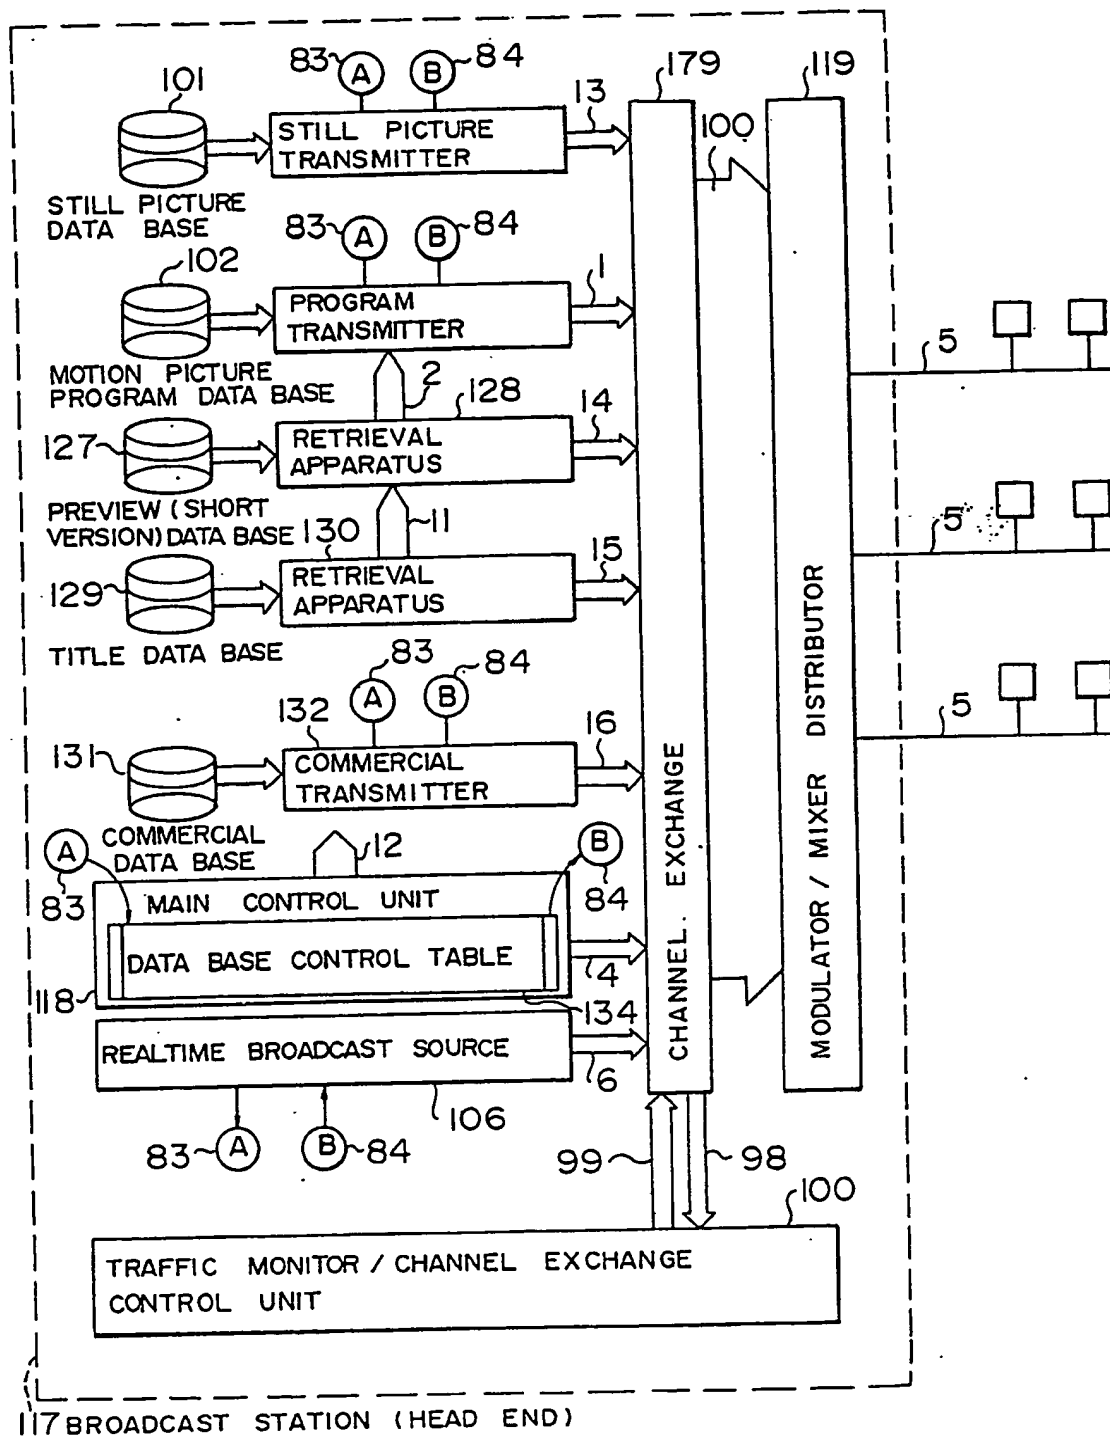 83 A B 84
179
119
101
13
100
STILL PICTURE
TRANSMITTER
STILL PICTURE
DATA BASE
83 A B 84
102
1
PROGRAM
TRANSMITTER
5
MOTION PICTURE
PROGRAM DATA BASE
2
128
14
127
RETRIEVAL
APPARATUS
PREVIEW (SHORT
VERSION) DATA BASE
130
11
5
15
129
RETRIEVAL
APPARATUS
TITLE DATA BASE
83 A B 84
132
16
5
131
COMMERCIAL
TRANSMITTER
COMMERCIAL
DATA BASE
12
A
83
B
84
MAIN CONTROL UNIT
DATA BASE CONTROL TABLE
4
118
134
REALTIME BROADCAST SOURCE
6
106
83 A B 84
CHANNEL. EXCHANGE
MODULATOR / MIXER DISTRIBUTOR
99
98
100
TRAFFIC MONITOR / CHANNEL EXCHANGE
CONTROL UNIT
117 BROADCAST STATION (HEAD END)